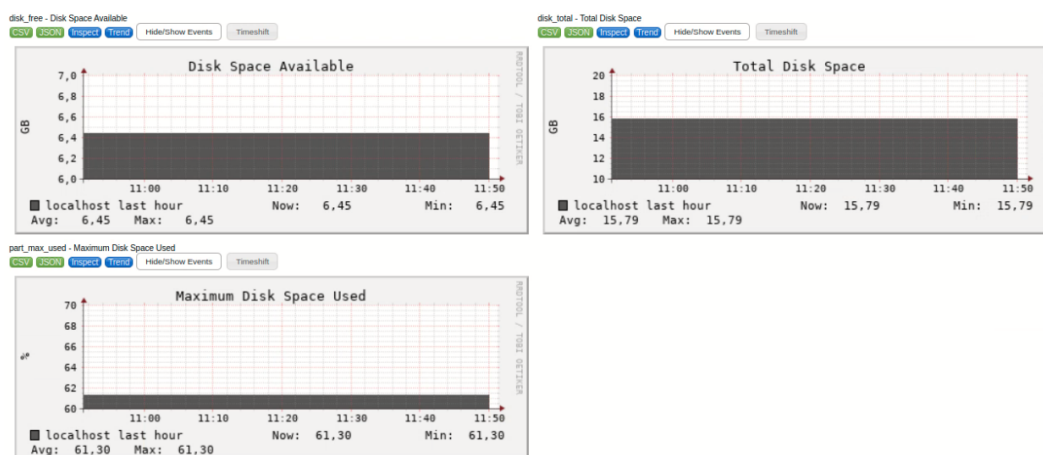 disk_free - Disk Space Available
CSV JSON Inspect Trend Hide/Show Events Timeshift
Disk Space Available
GB
7,0
6,8
6,6
6,4
6,2
6,0
11:00 11:10 11:20 11:30 11:40 11:50
localhost last hour Now: 6,45 Min: 6,45
Avg: 6,45 Max: 6,45
RRDTOOL / TOBI OETIKER
disk_total - Total Disk Space
CSV JSON Inspect Trend Hide/Show Events Timeshift
Total Disk Space
GB
20
18
16
14
12
10
11:00 11:10 11:20 11:30 11:40 11:50
localhost last hour Now: 15,79 Min: 15,79
Avg: 15,79 Max: 15,79
part_max_used - Maximum Disk Space Used
CSV JSON Inspect Trend Hide/Show Events Timeshift
Maximum Disk Space Used
%
70
68
66
64
62
60
11:00 11:10 11:20 11:30 11:40 11:50
localhost last hour Now: 61,30 Min: 61,30
Avg: 61,30 Max: 61,30
RRDTOOL / TOBI OETIKER